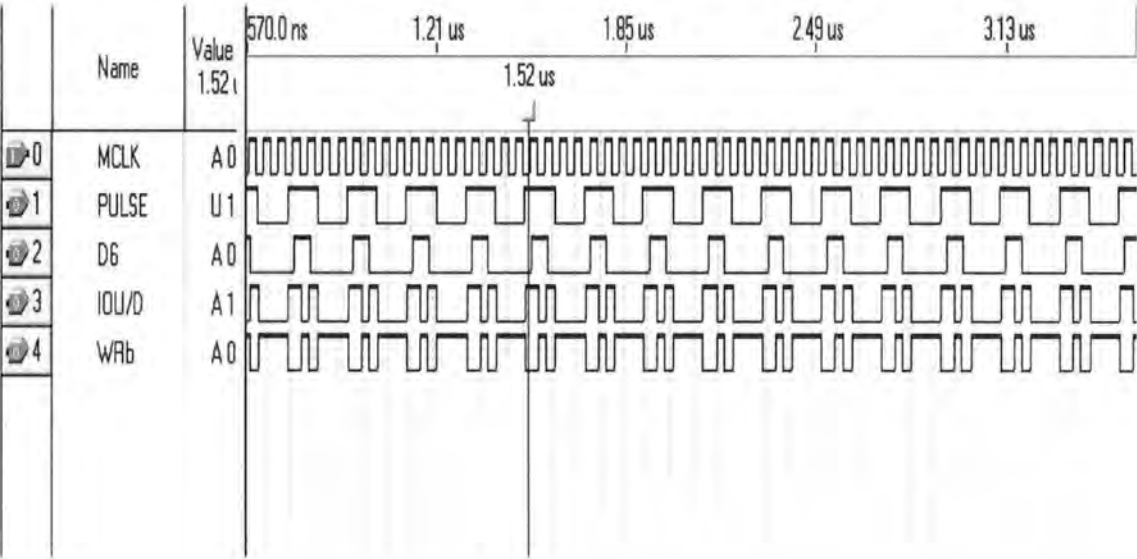 570.0 ns 1.21 us 1.85 us 2.49 us 3.13 us
Name Value
1.52 u
1.52 us
0 MCLK A 0
1 PULSE U 1
2 D6 A 0
3 IOU/D A 1
4 WRb A 0